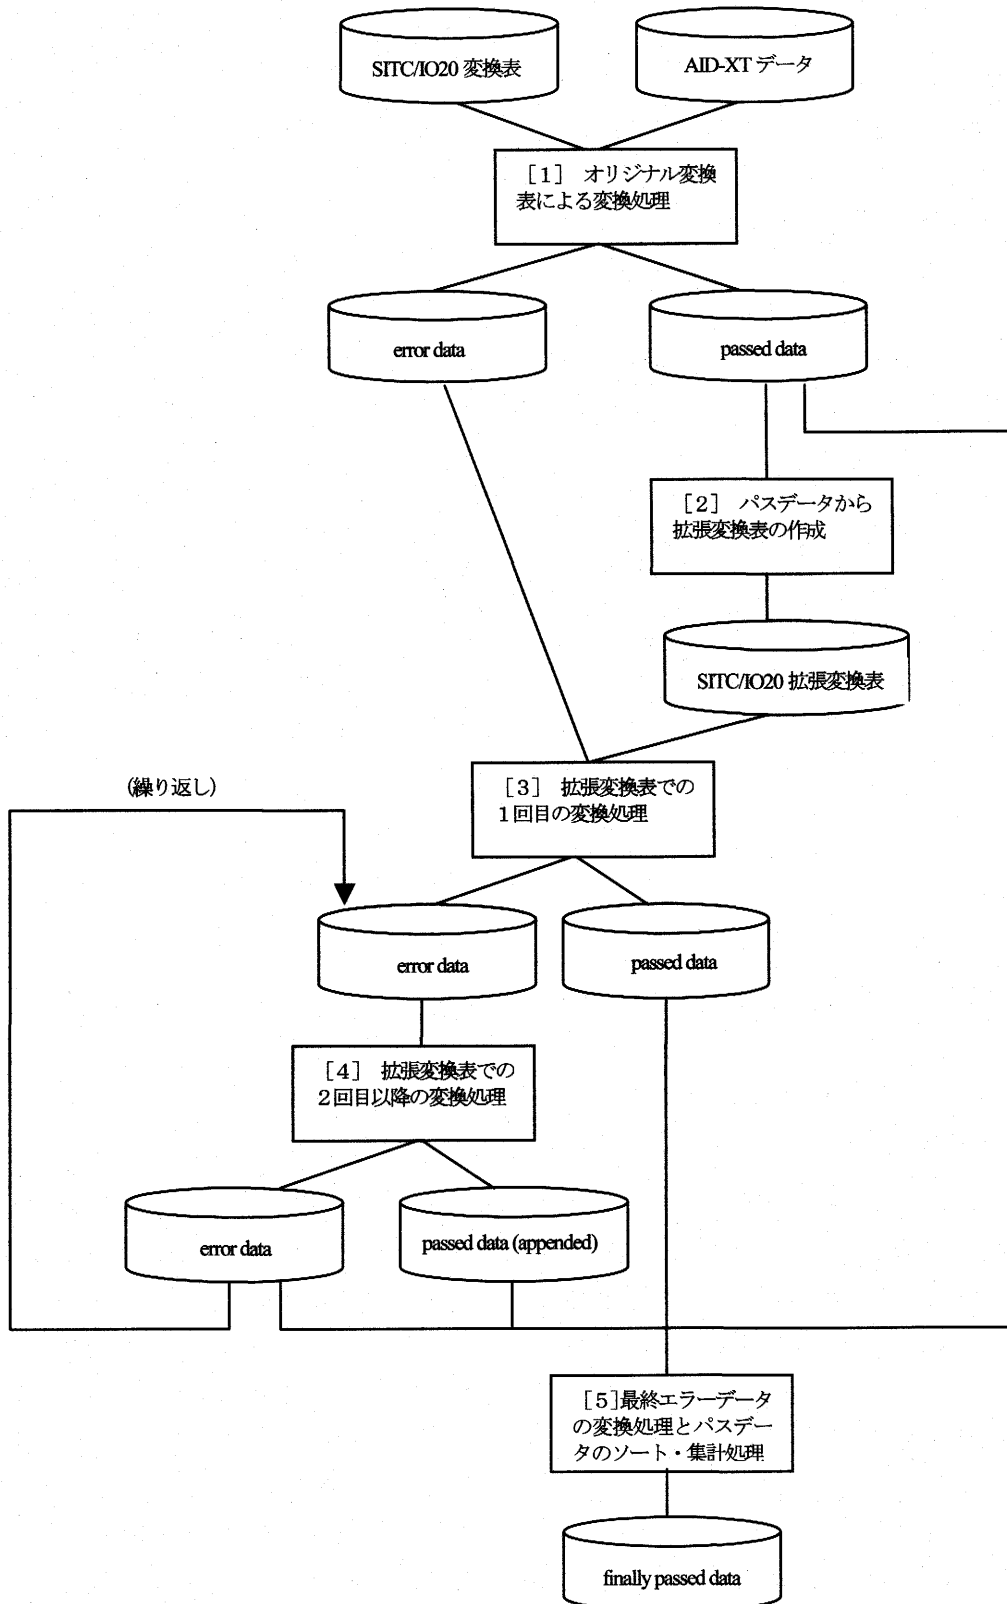 SITC/IO20 変換表
AID-XT データ
［1］ オリジナル変換
表による変換処理
error data
passed data
［2］ パスデータから
拡張変換表の作成
SITC/IO20 拡張変換表
(繰り返し)
［3］ 拡張変換表での
1回目の変換処理
error data
passed data
［4］ 拡張変換表での
2回目以降の変換処理
error data
passed data (appended)
［5］最終エラーデータ
の変換処理とパスデー
タのソート・集計処理
finally passed data